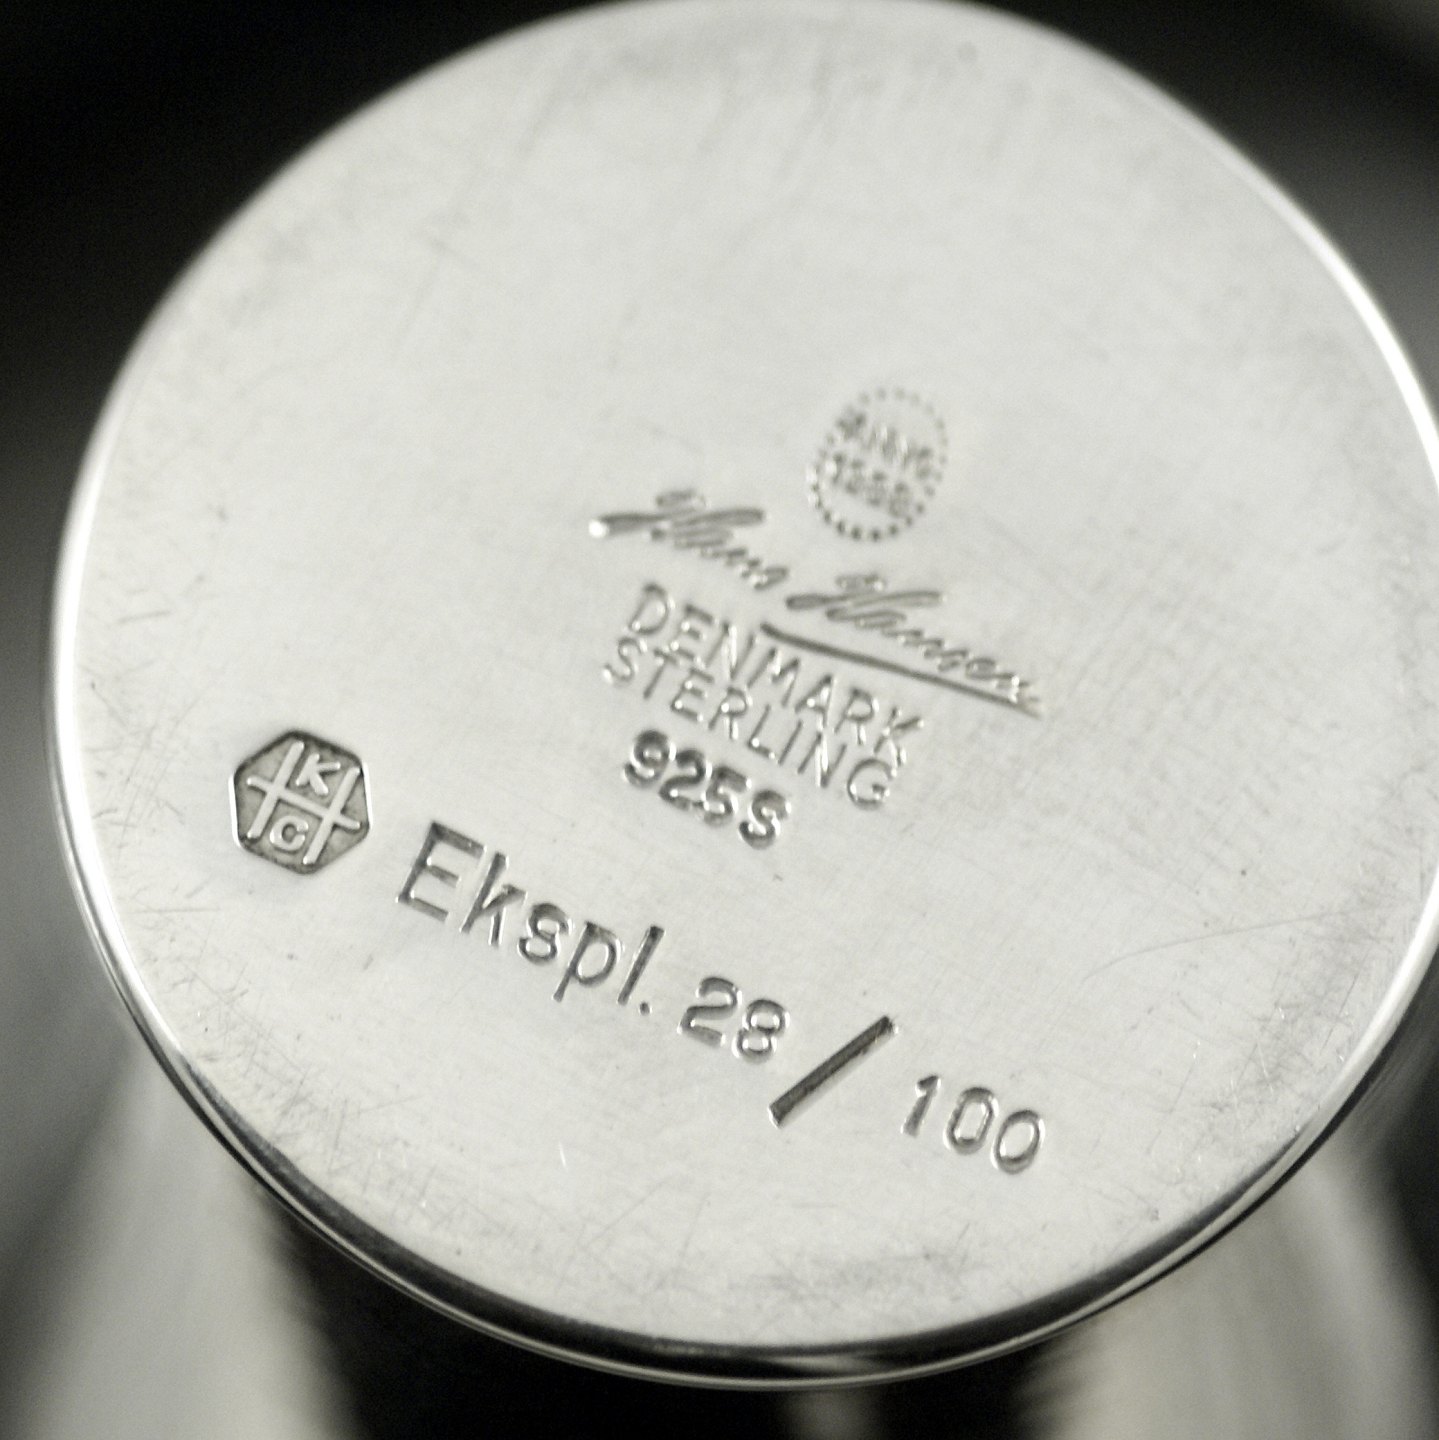 Hans Hansen
DENMARK
STERLING
925S
K
G
Ekspl. 28/100